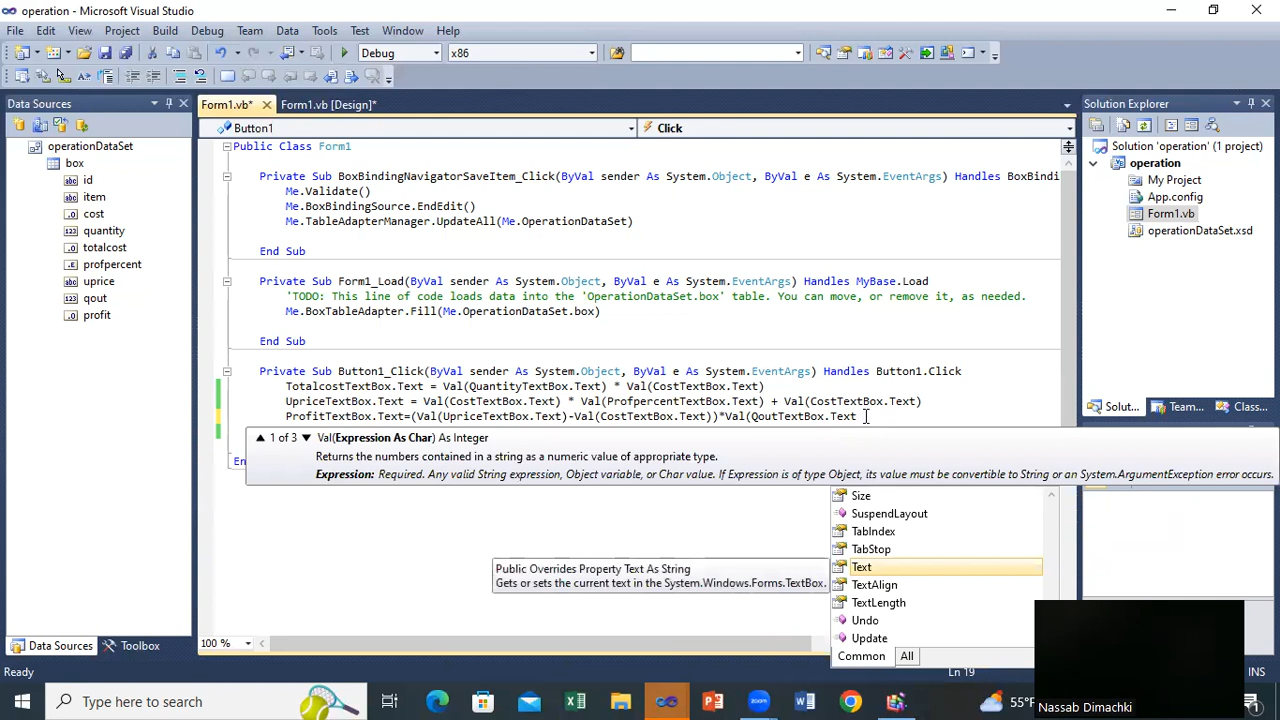 operation - Microsoft Visual Studio
File Edit View Project Build Debug Team Data Tools Test Window Help
Debug x86
Data Sources
operationDataSet
box
id
item
cost
quantity
totalcost
profpercent
uprice
qout
profit
Data Sources Toolbox
Form1.vb* Form1.vb [Design]*
Button1 Click
Public Class Form1
Private Sub BoxBindingNavigatorSaveItem_Click(ByVal sender As System.Object, ByVal e As System.EventArgs) Handles BoxBindi
Me.Validate()
Me.BoxBindingSource.EndEdit()
Me.TableAdapterManager.UpdateAll(Me.OperationDataSet)
End Sub
Private Sub Form1_Load(ByVal sender As System.Object, ByVal e As System.EventArgs) Handles MyBase.Load
'TODO: This line of code loads data into the 'OperationDataSet.box' table. You can move, or remove it, as needed.
Me.BoxTableAdapter.Fill(Me.OperationDataSet.box)
End Sub
Private Sub Button1_Click(ByVal sender As System.Object, ByVal e As System.EventArgs) Handles Button1.Click
TotalcostTextBox.Text = Val(QuantityTextBox.Text) * Val(CostTextBox.Text)
UpriceTextBox.Text = Val(CostTextBox.Text) * Val(ProfpercentTextBox.Text) + Val(CostTextBox.Text)
ProfitTextBox.Text=(Val(UpriceTextBox.Text)-Val(CostTextBox.Text))*Val(QoutTextBox.Text
1 of 3 Val(Expression As Char) As Integer
Returns the numbers contained in a string as a numeric value of appropriate type.
Expression: Required. Any valid String expression, Object variable, or Char value. If Expression is of type Object, its value must be convertible to String or an System.ArgumentException error occurs.
En
Size
SuspendLayout
TabIndex
TabStop
Text
TextAlign
TextLength
Undo
Update
Common All
Public Overrides Property Text As String
Gets or sets the current text in the System.Windows.Forms.TextBox.
100 %
Solution Explorer
Solution 'operation' (1 project)
operation
My Project
App.config
Form1.vb
operationDataSet.xsd
Solut... Team... Class...
Ready Ln 19 INS
Type here to search
55°F
1
Nassab Dimachki